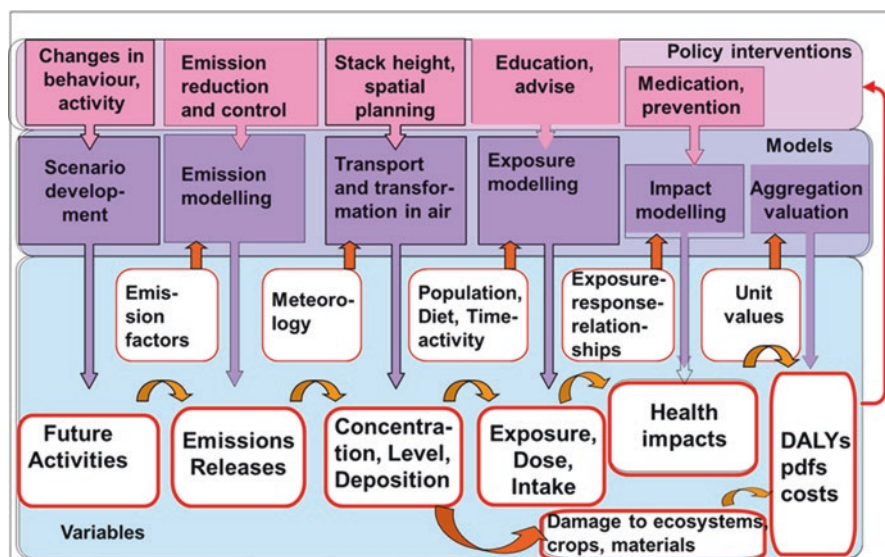 Policy interventions
Changes in
behaviour,
activity
Emission
reduction
and control
Stack height,
spatial
planning
Education,
advise
Medication,
prevention
Models
Scenario
develop-
ment
Emission
modelling
Transport
and transfor-
mation in air
Exposure
modelling
Impact
modelling
Aggregation
valuation
Emis-
sion
factors
Meteoro-
logy
Population,
Diet, Time-
activity
Exposure-
response-
relation-
ships
Unit
values
Future
Activities
Emissions
Releases
Concentra-
tion, Level,
Deposition
Exposure,
Dose,
Intake
Health
impacts
DALYs
pdfs
costs
Damage to ecosystems,
crops, materials
Variables